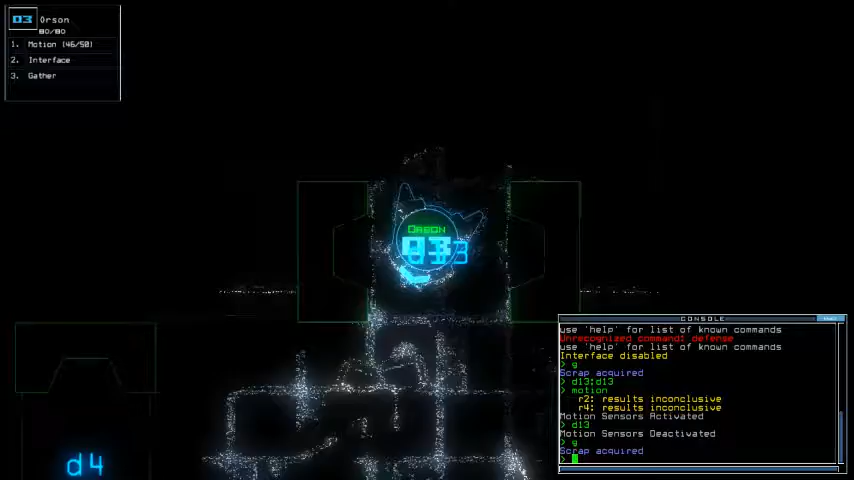 03 Orson
80/80
1. Motion (46/50)
2. Interface
3. Gather
Orson
03
d13
d4
CONSOLE
use 'help' for list of known commands
Unrecognized command: defense
use 'help' for list of known commands
Interface disabled
> g
Scrap acquired
> d13:d13
> motion
r2: results inconclusive
r4: results inconclusive
Motion Sensors Activated
> d13
Motion Sensors Deactivated
> g
Scrap acquired
>